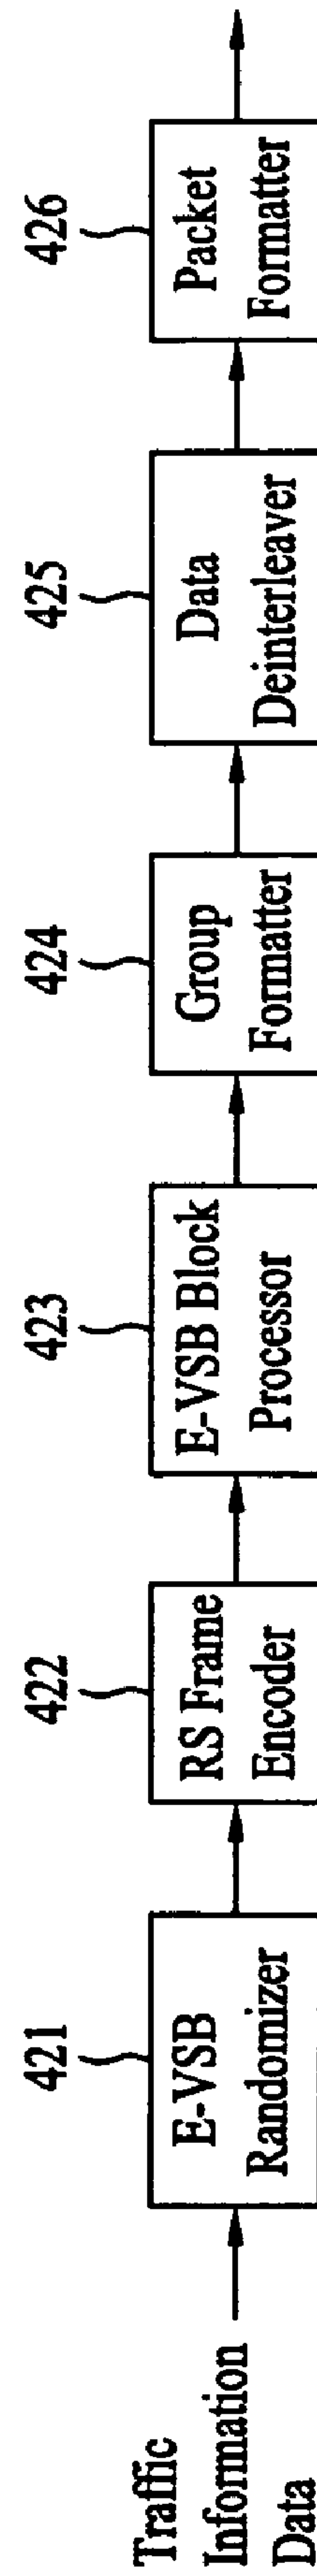 Traffic
Information
Data
421
E-VSB
Randomizer
422
RS Frame
Encoder
423
E-VSB Block
Processor
424
Group
Formatter
425
Data
Deinterleaver
426
Packet
Formatter